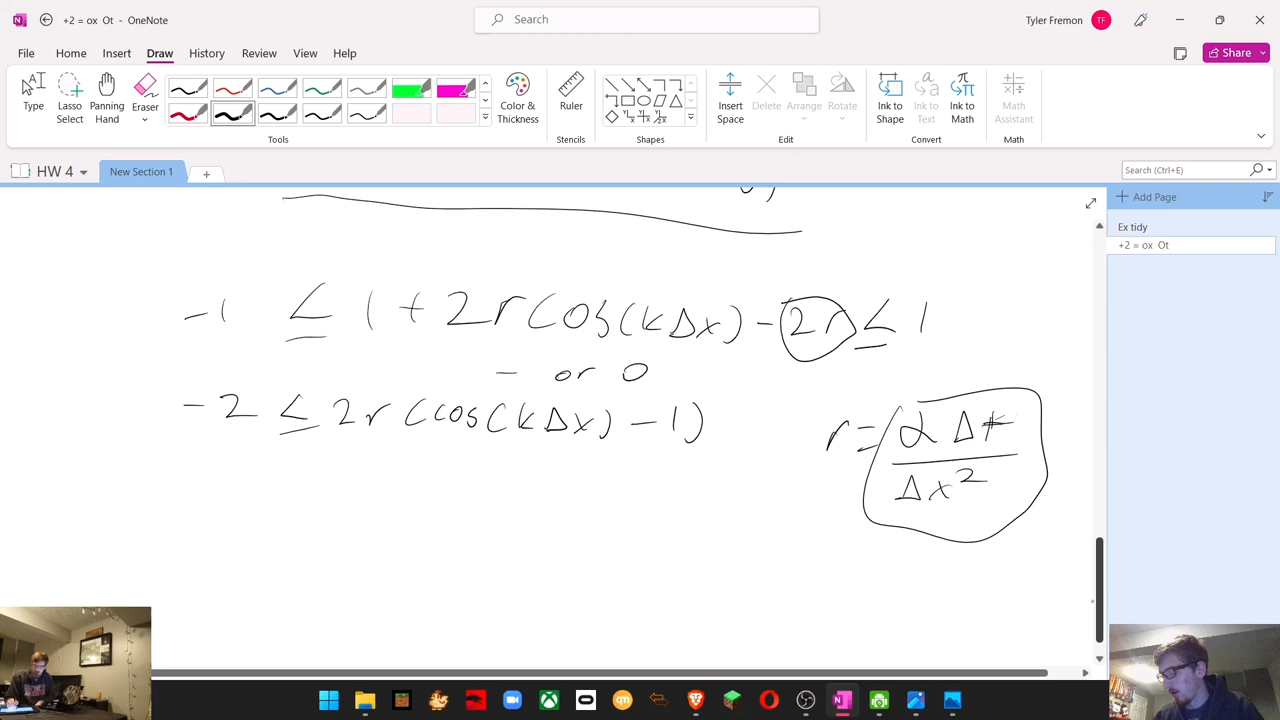 +2 = ox Ot - OneNote
Search
Tyler Fremon
TF
File Home Insert Draw History Review View Help
Share
Type
Lasso Select
Panning Hand
Eraser
Color & Thickness
Ruler
Shapes
Insert Space
Delete
Arrange
Rotate
Ink to Shape
Ink to Text
Ink to Math
Math Assistant
Tools
Stencils
Shapes
Edit
Convert
Math
HW 4
New Section 1
+
Search (Ctrl+E)
Add Page
Ex tidy
+2 = ox Ot
-1 ≤ 1 + 2r(cos(kΔx) - 2r ≤ 1
- or 0
-2 ≤ 2r (cos(kΔx) - 1)
r = αΔt
Δx²